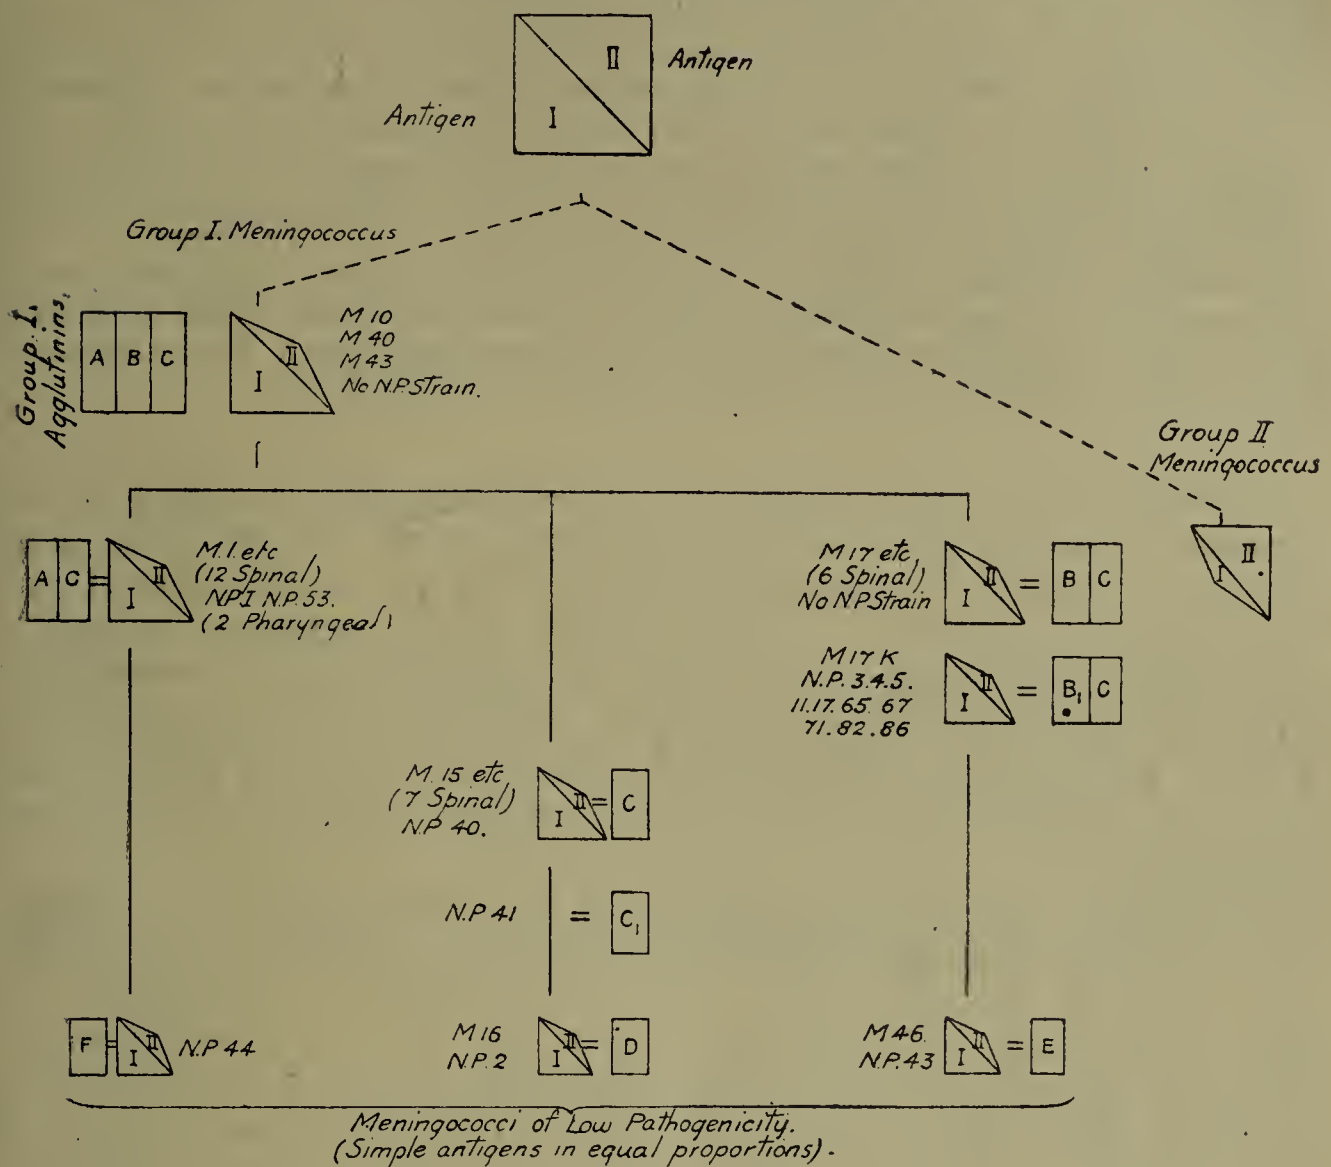 II Antigen
Antigen I
Group I. Meningococcus
Group I.
Agglutinins.
A B C
I II
M 10
M 40
M 43
No N.P. Strain.
Group II
Meningococcus
I II
A C = I II
M.1. etc
(12 Spinal)
N.P.I N.P. 53.
(2 Pharyngeal)
M 17 etc
(6 Spinal)
No N.P. Strain
I II = B C
M 17 K
N.P. 3.4.5.
11.17.65.67
71.82.86
I II = B₁ C
M. 15 etc
(7 Spinal)
N.P 40.
I II = C
N.P 41 = C₁
F = I II N.P 44
M 16
N.P. 2
I II = D
M 46.
N.P. 43
I II = E
Meningococci of Low Pathogenicity.
(Simple antigens in equal proportions).